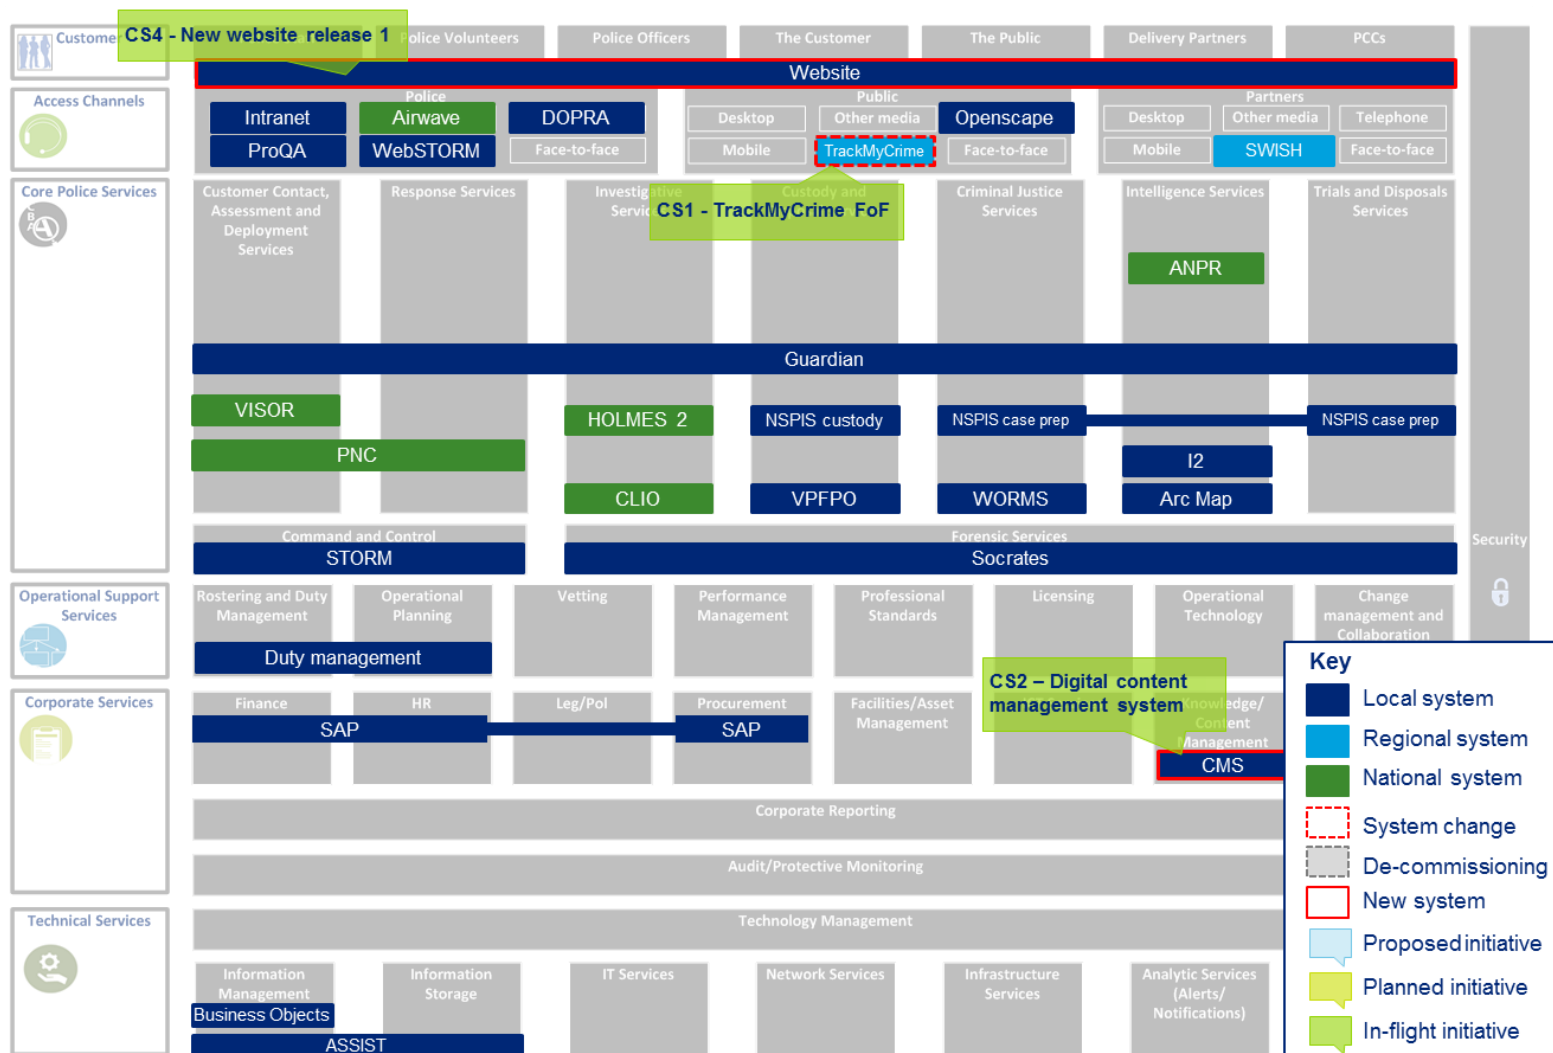 Customer
CS4 - New website release 1
Police Volunteers
Police Officers
The Customer
The Public
Delivery Partners
PCCs
Website
Access Channels
Police
Intranet
Airwave
DOPRA
ProQA
WebSTORM
Face-to-face
Public
Desktop
Other media
Openscape
Mobile
TrackMyCrime
Face-to-face
Partners
Desktop
Other media
Telephone
Mobile
SWISH
Face-to-face
Core Police Services
Customer Contact,
Assessment and
Deployment
Services
Response Services
Investigative
CS1 - TrackMyCrime FoF
Custody and
Criminal Justice
Services
Intelligence Services
Trials and Disposals
Services
ANPR
Guardian
VISOR
HOLMES 2
NSPIS custody
NSPIS case prep
NSPIS case prep
PNC
I2
CLIO
VPFPO
WORMS
Arc Map
Command and Control
STORM
Forensic Services
Socrates
Security
Operational Support
Services
Rostering and Duty
Management
Operational
Planning
Vetting
Performance
Management
Professional
Standards
Licensing
Operational
Technology
Change
management and
Collaboration
Duty management
CS2 – Digital content
management system
Corporate Services
Finance
HR
Leg/Pol
Procurement
Facilities/Asset
Management
Knowledge/
Content
Management
SAP
SAP
CMS
Corporate Reporting
Audit/Protective Monitoring
Technical Services
Technology Management
Information
Management
Information
Storage
IT Services
Network Services
Infrastructure
Services
Analytic Services
(Alerts/
Notifications)
Business Objects
ASSIST
Key
Local system
Regional system
National system
System change
De-commissioning
New system
Proposed initiative
Planned initiative
In-flight initiative